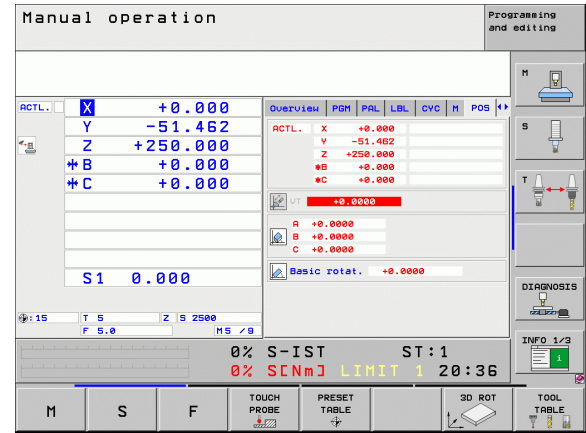 Manual operation
Programming
and editing
ACTL.
X +0.000
Y -51.462
Z +250.000
B +0.000
C +0.000
S1 0.000
:15
T 5
Z S 2500
F 5.0
M5 /9
Overview PGM PAL LBL CYC M POS
ACTL. X +0.000
Y -51.462
Z +250.000
*B +0.000
*C +0.000
VT +0.0000
A +0.0000
B +0.0000
C +0.0000
Basic rotat. +0.0000
0% S-IST ST:1
0% S[Nm] LIMIT 1 20:36
M
S
T
DIAGNOSIS
INFO 1/3
i
M
S
F
TOUCH
PROBE
PRESET
TABLE
3D ROT
TOOL
TABLE